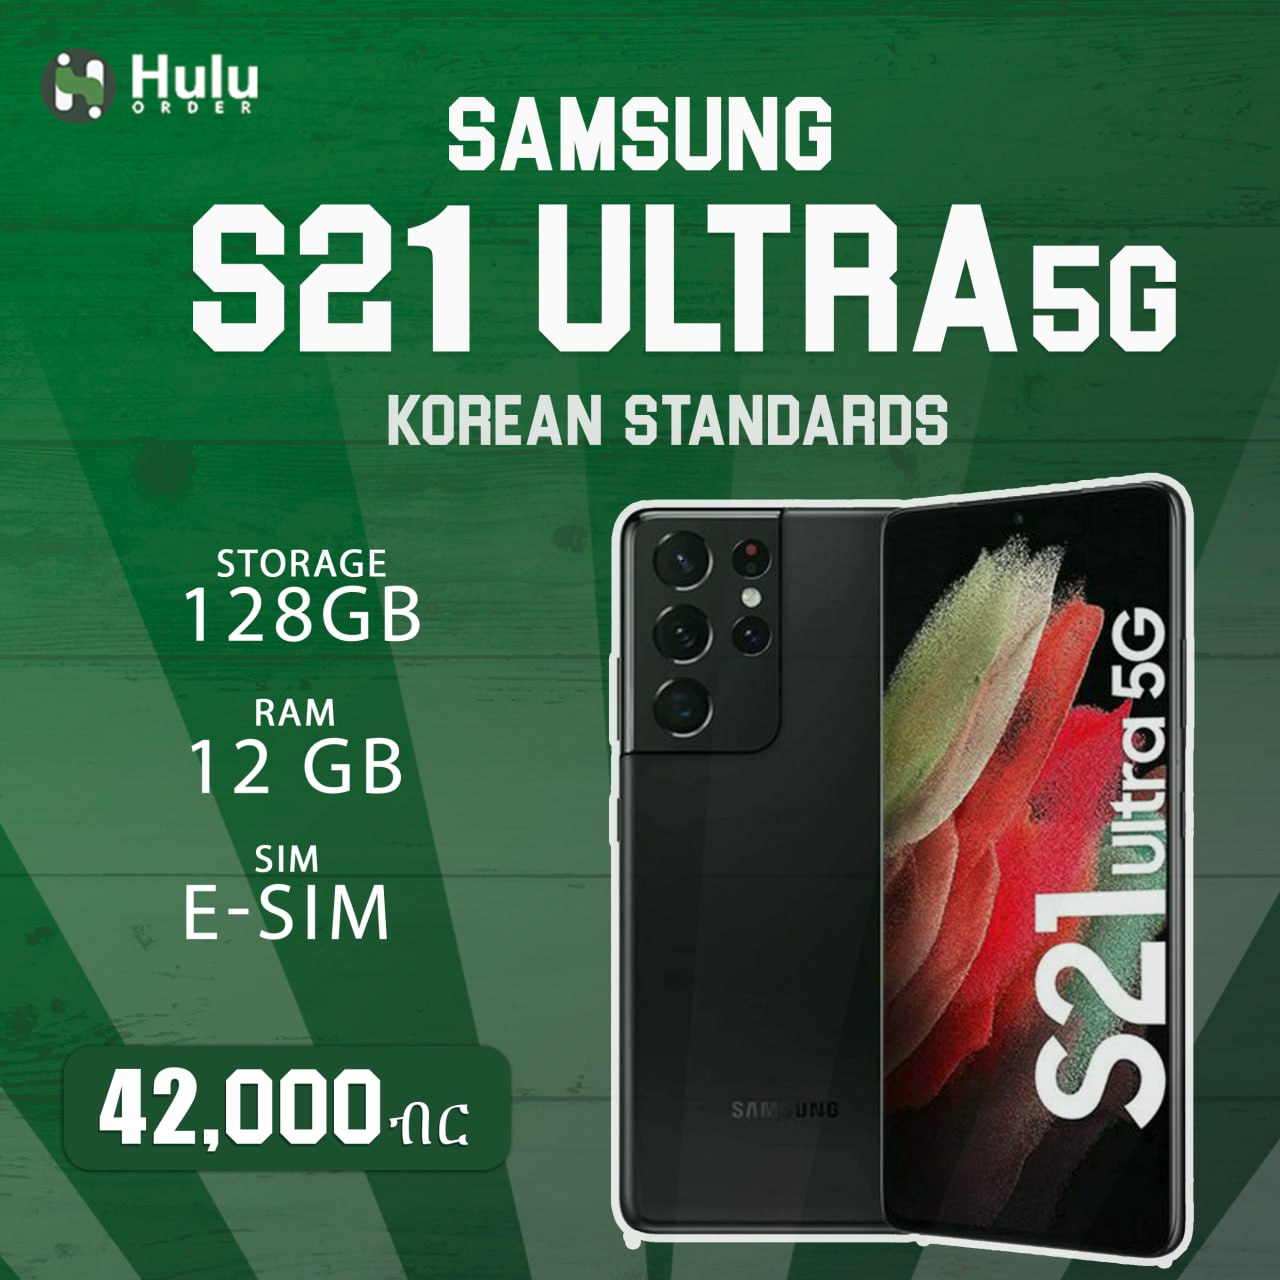 Hulu
ORDER
SAMSUNG
S21 ULTRA 5G
KOREAN STANDARDS
STORAGE
128GB
RAM
12 GB
SIM
E-SIM
42,000 ብር
SAMSUNG
S21 Ultra 5G